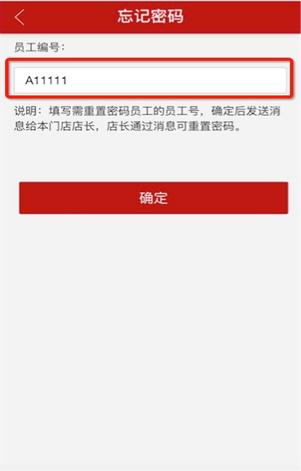 忘记密码
员工编号：
A11111
说明：填写需重置密码员工的员工号，确定后发送消
息给本门店店长，店长通过消息可重置密码。
确定